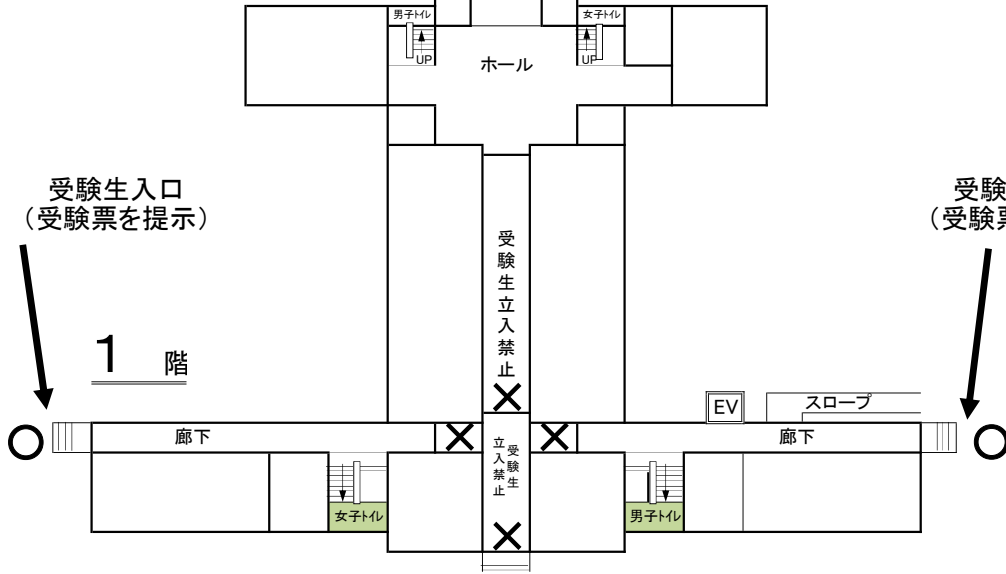 男子トイレ
女子トイレ
UP
UP
ホール
受験生入口
（受験票を提示）
受験
（受験票
受験生立入禁止
1 階
EV
スロープ
廊下
廊下
受験生
立入禁止
女子トイレ
男子トイレ